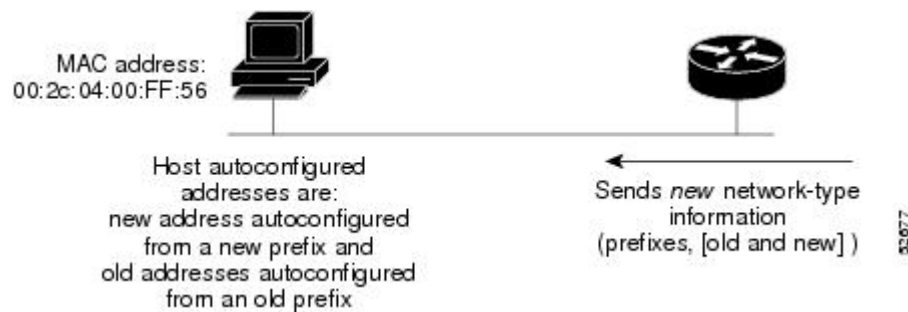 MAC address:
00:2c:04:00:FF:56
Host autoconfigured
addresses are:
new address autoconfigured
from a new prefix and
old addresses autoconfigured
from an old prefix
Sends new network-type
information
(prefixes, [old and new] )
52677